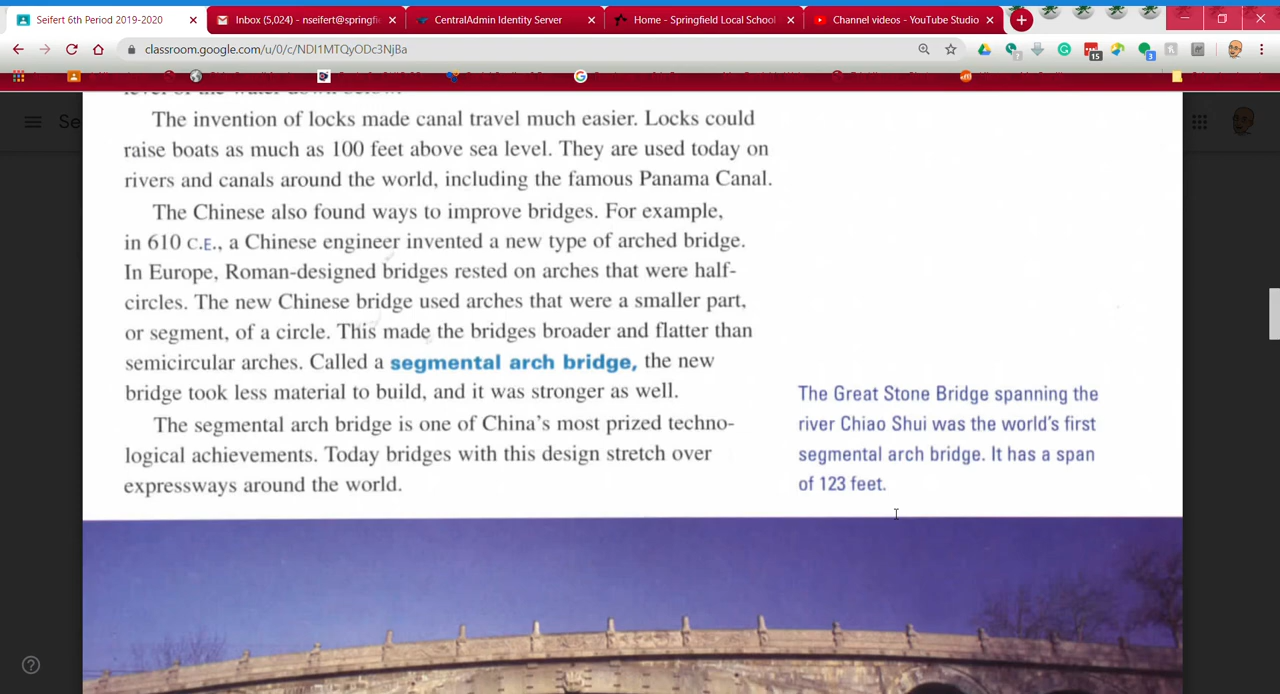 Seifert 6th Period 2019-2020
Inbox (5,024) - nseifert@springfi
CentralAdmin Identity Server
Home - Springfield Local School
Channel videos - YouTube Studio
classroom.google.com/u/0/c/NDI1MTQyODc3NjBa
15
3
Se
The invention of locks made canal travel much easier. Locks could
raise boats as much as 100 feet above sea level. They are used today on
rivers and canals around the world, including the famous Panama Canal.
The Chinese also found ways to improve bridges. For example,
in 610 C.E., a Chinese engineer invented a new type of arched bridge.
In Europe, Roman-designed bridges rested on arches that were half-
circles. The new Chinese bridge used arches that were a smaller part,
or segment, of a circle. This made the bridges broader and flatter than
semicircular arches. Called a segmental arch bridge, the new
bridge took less material to build, and it was stronger as well.
The segmental arch bridge is one of China's most prized techno-
logical achievements. Today bridges with this design stretch over
expressways around the world.
The Great Stone Bridge spanning the
river Chiao Shui was the world's first
segmental arch bridge. It has a span
of 123 feet.